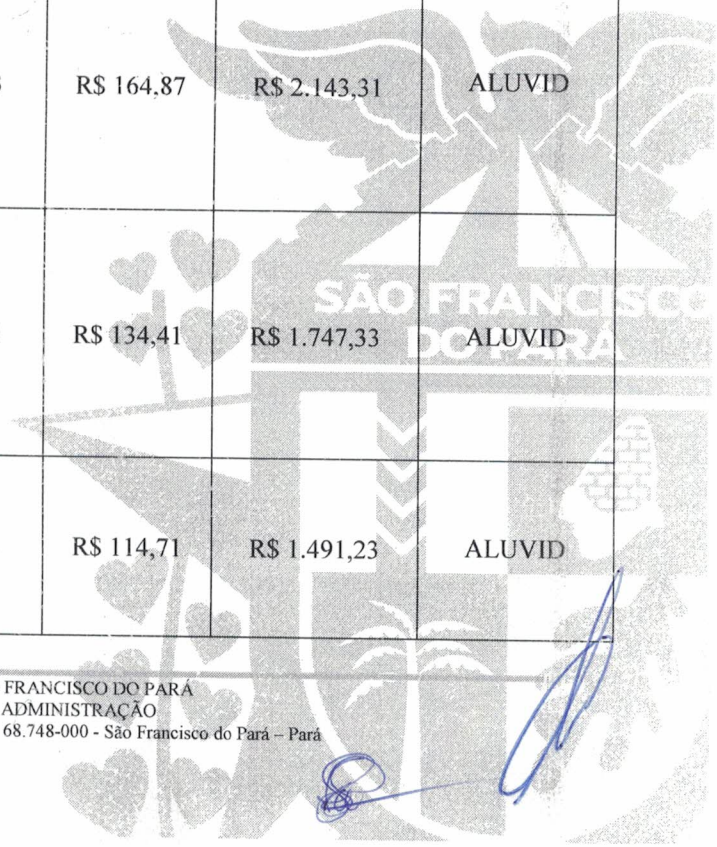 R$ 164,87 R$ 2.143,31 ALUVID
SÃO FRANCISCO
DO PARÁ
R$ 134,41 R$ 1.747,33 ALUVID
R$ 114,71 R$ 1.491,23 ALUVID
FRANCISCO DO PARÁ
ADMINISTRAÇÃO
68.748-000 - São Francisco do Pará – Pará